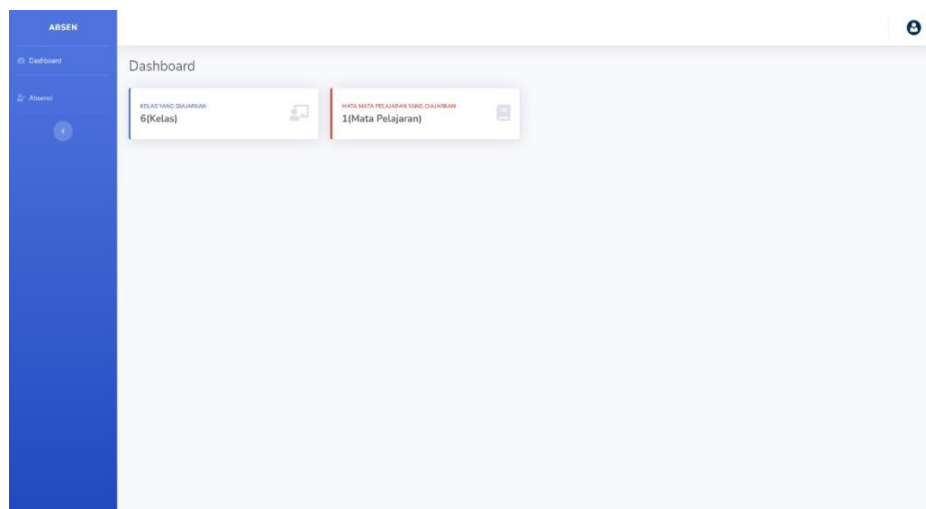 ABSEN
Dashboard
Absensi
Dashboard
KELAS YANG DIAJARKAN
6(Kelas)
MATA MATA PELAJARAN YANG DIAJARKAN
1(Mata Pelajaran)